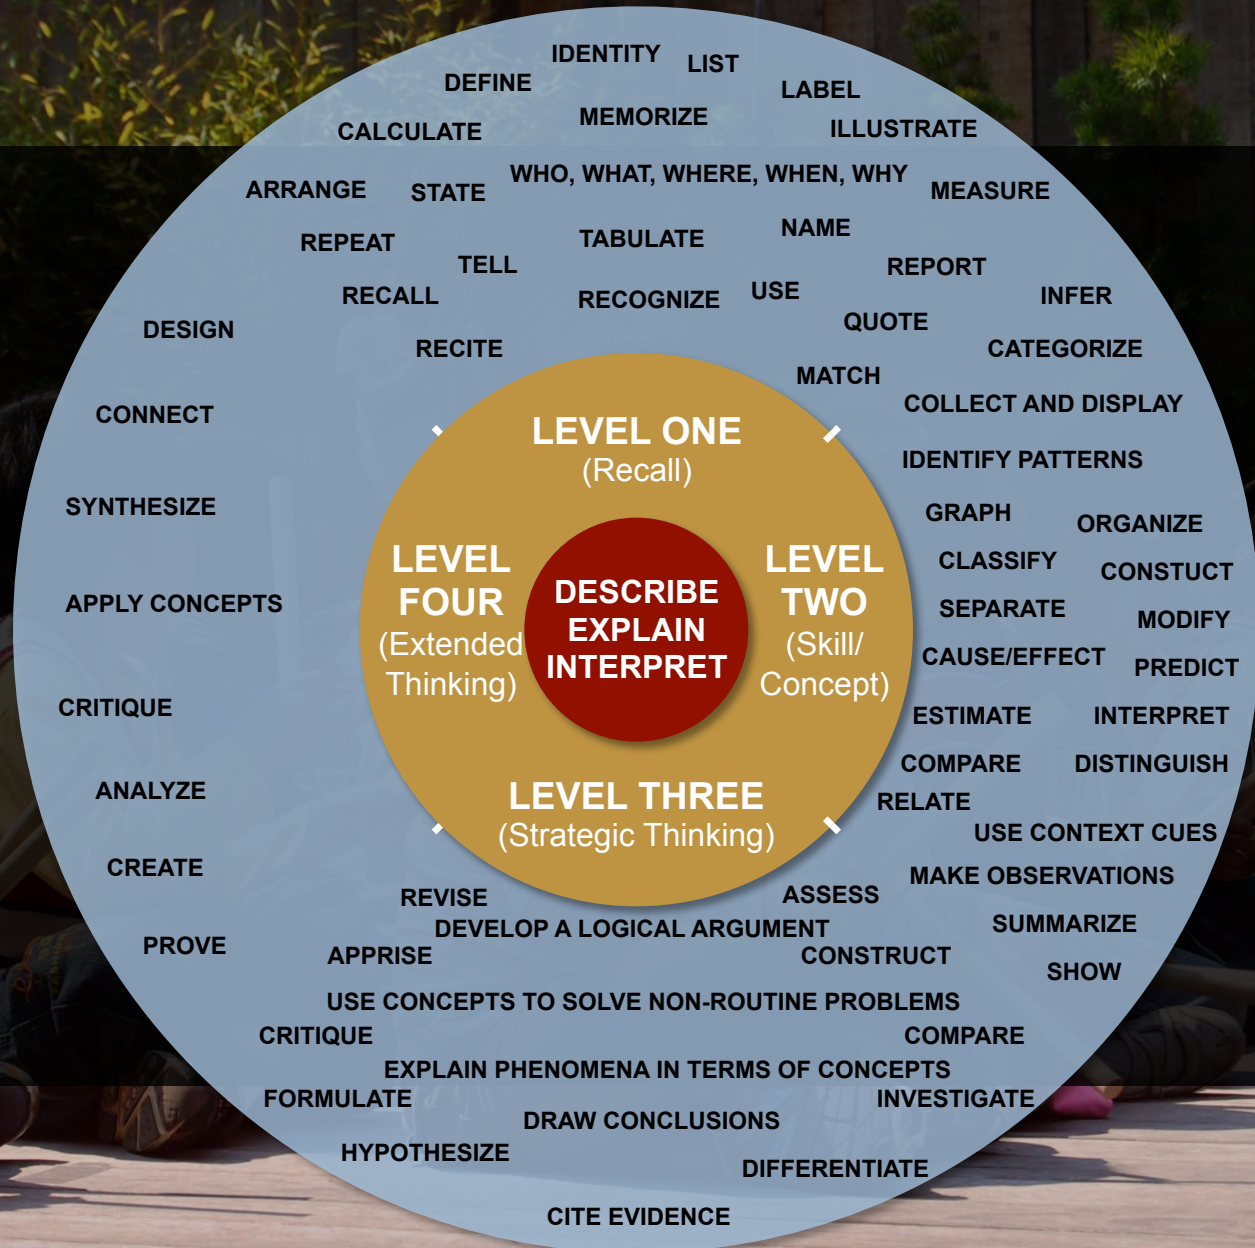 IDENTITY
LIST
DEFINE
LABEL
MEMORIZE
CALCULATE
ILLUSTRATE
WHO, WHAT, WHERE, WHEN, WHY
ARRANGE
STATE
MEASURE
REPEAT
TABULATE
NAME
TELL
REPORT
RECALL
RECOGNIZE
USE
INFER
QUOTE
DESIGN
RECITE
CATEGORIZE
MATCH
CONNECT
COLLECT AND DISPLAY
LEVEL ONE
(Recall)
IDENTIFY PATTERNS
SYNTHESIZE
GRAPH
ORGANIZE
LEVEL
FOUR
(Extended
Thinking)
DESCRIBE
EXPLAIN
INTERPRET
LEVEL
TWO
(Skill/
Concept)
CLASSIFY
CONSTUCT
APPLY CONCEPTS
SEPARATE
MODIFY
CAUSE/EFFECT
PREDICT
CRITIQUE
ESTIMATE
INTERPRET
COMPARE
DISTINGUISH
ANALYZE
LEVEL THREE
(Strategic Thinking)
RELATE
USE CONTEXT CUES
CREATE
MAKE OBSERVATIONS
REVISE
ASSESS
DEVELOP A LOGICAL ARGUMENT
SUMMARIZE
PROVE
APPRISE
CONSTRUCT
SHOW
USE CONCEPTS TO SOLVE NON-ROUTINE PROBLEMS
CRITIQUE
COMPARE
EXPLAIN PHENOMENA IN TERMS OF CONCEPTS
FORMULATE
INVESTIGATE
DRAW CONCLUSIONS
HYPOTHESIZE
DIFFERENTIATE
CITE EVIDENCE